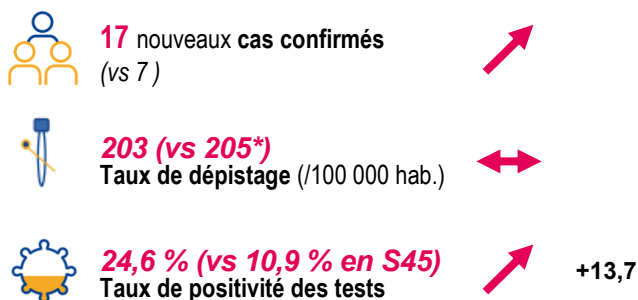 17 nouveaux cas confirmés
(vs 7 )
203 (vs 205*)
Taux de dépistage (/100 000 hab.)
24,6 % (vs 10,9 % en S45)
+13,7
Taux de positivité des tests